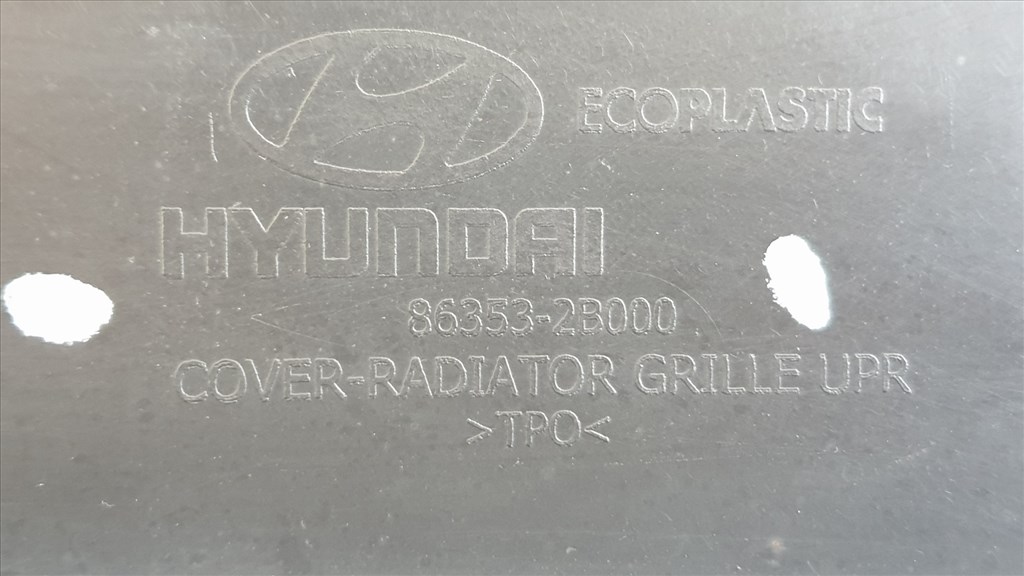 ECOPLASTIC
HYUNDAI
86353-2B000
COVER-RADIATOR GRILLE UPR
>TPO<